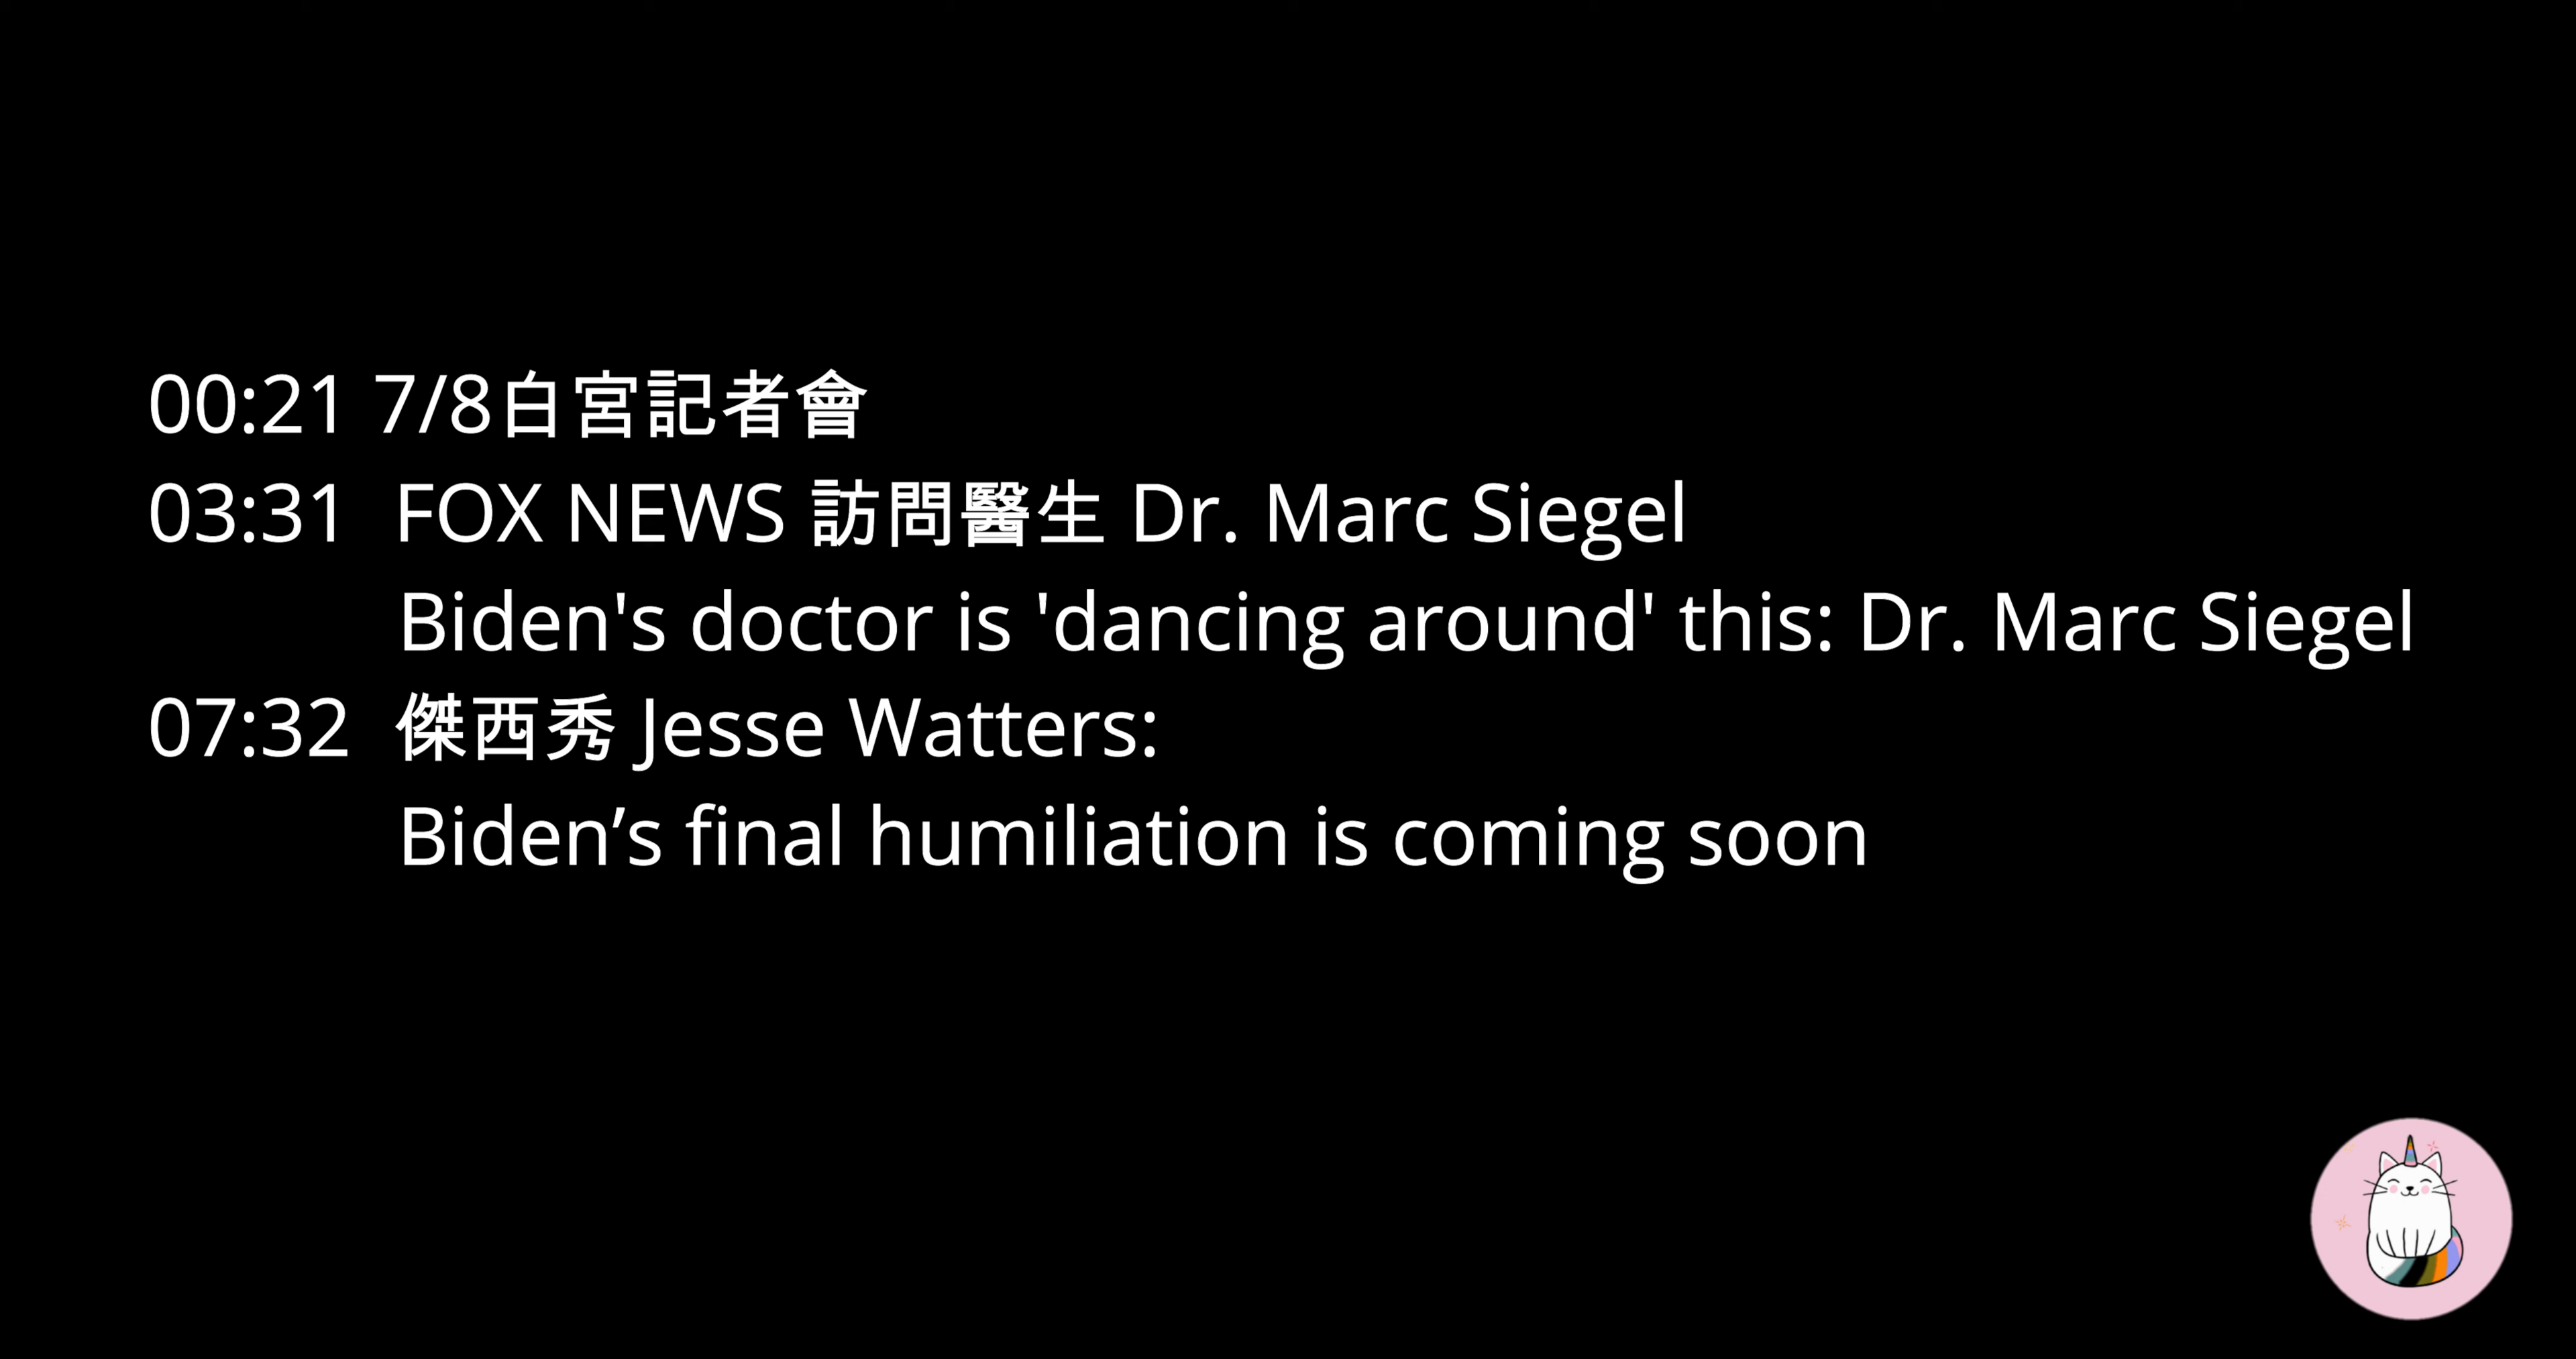 00:21 7/8白宮記者會
03:31 FOX NEWS 訪問醫生 Dr. Marc Siegel
Biden's doctor is 'dancing around' this: Dr. Marc Siegel
07:32 傑西秀 Jesse Watters:
Biden’s final humiliation is coming soon